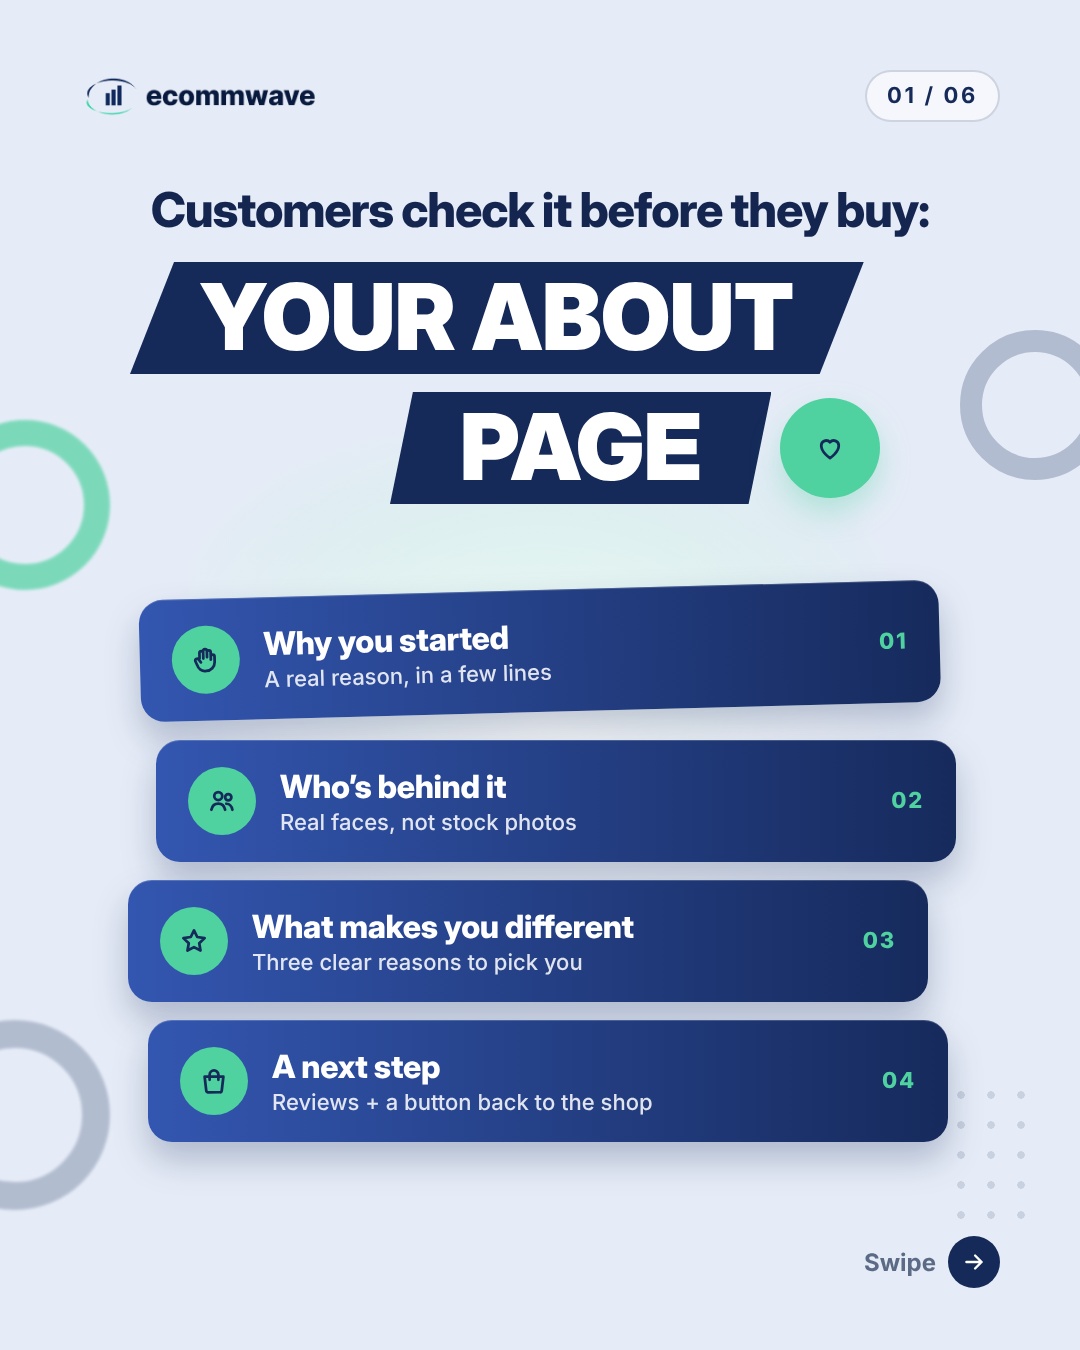 ecommwave
01 / 06
Customers check it before they buy:
YOUR ABOUT
PAGE
Why you started
A real reason, in a few lines
01
Who’s behind it
Real faces, not stock photos
02
What makes you different
Three clear reasons to pick you
03
A next step
Reviews + a button back to the shop
04
Swipe